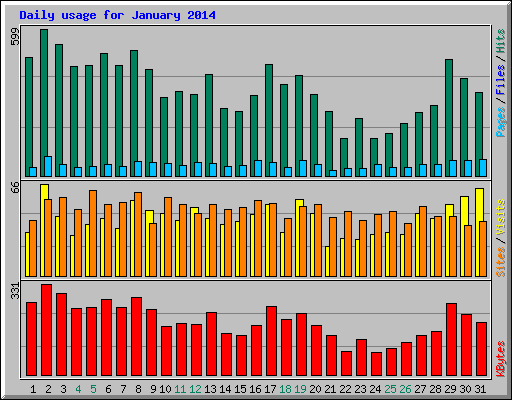 Daily usage for January 2014
599
Pages / Files / Hits
66
Sites / Visits
331
KBytes
1 2 3 4 5 6 7 8 9 10 11 12 13 14 15 16 17 18 19 20 21 22 23 24 25 26 27 28 29 30 31